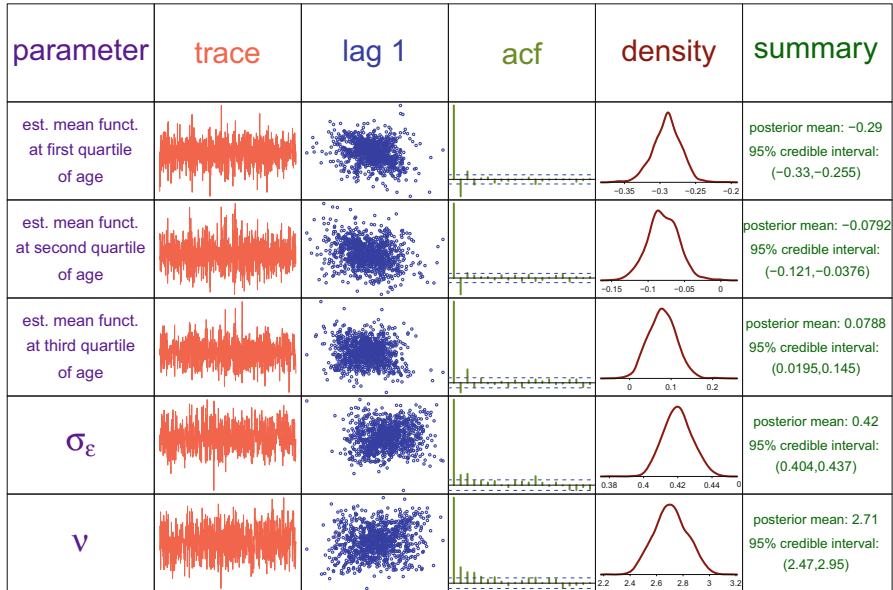 parameter trace lag 1 acf density summary
est. mean funct.
at first quartile
of age
−0.35 −0.3 −0.25 −0.2
posterior mean: −0.29
95% credible interval:
(−0.33,−0.255)
est. mean funct.
at second quartile
of age
−0.15 −0.1 −0.05 0
posterior mean: −0.0792
95% credible interval:
(−0.121,−0.0376)
est. mean funct.
at third quartile
of age
0 0.1 0.2
posterior mean: 0.0788
95% credible interval:
(0.0195,0.145)
σε
0.38 0.4 0.42 0.44 0
posterior mean: 0.42
95% credible interval:
(0.404,0.437)
ν
2.2 2.4 2.6 2.8 3 3.2
posterior mean: 2.71
95% credible interval:
(2.47,2.95)